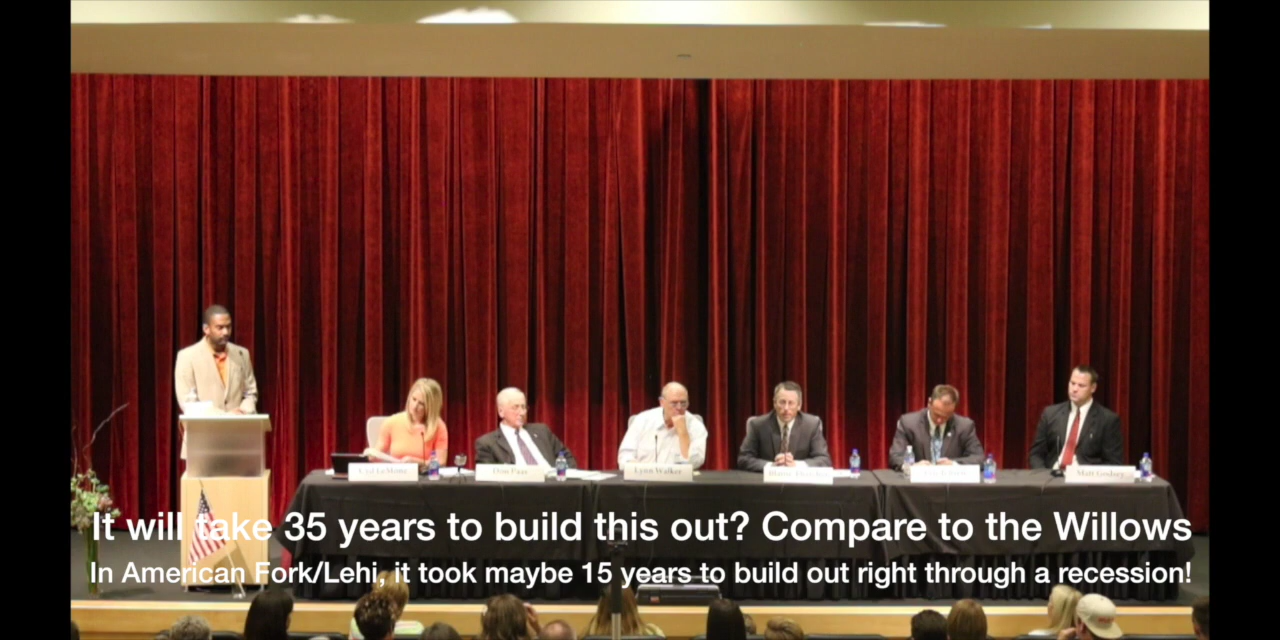 Lynn Walker
Matt Godsey
It will take 35 years to build this out? Compare to the Willows
In American Fork/Lehi, it took maybe 15 years to build out right through a recession!